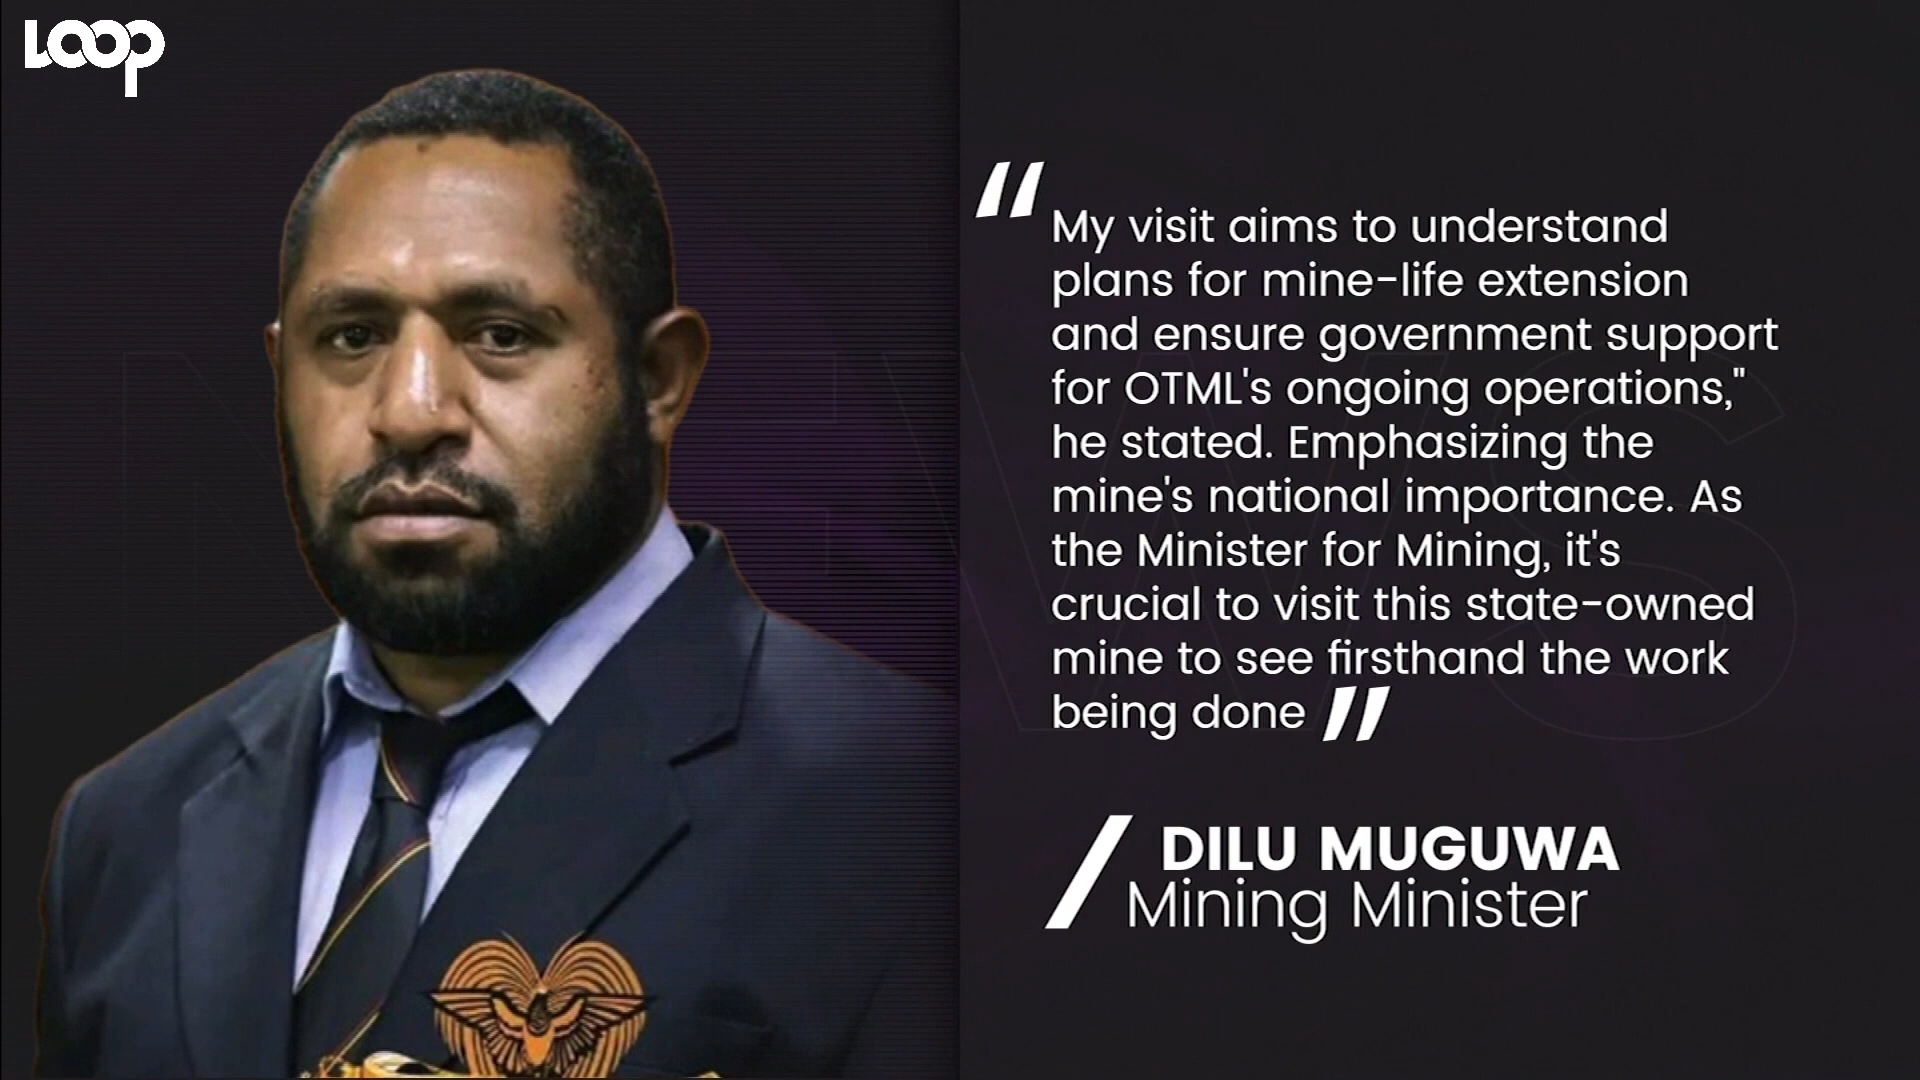 Loop
NEWS
“My visit aims to understand
plans for mine-life extension
and ensure government support
for OTML's ongoing operations,"
he stated. Emphasizing the
mine's national importance. As
the Minister for Mining, it's
crucial to visit this state-owned
mine to see firsthand the work
being done”
DILU MUGUWA
Mining Minister